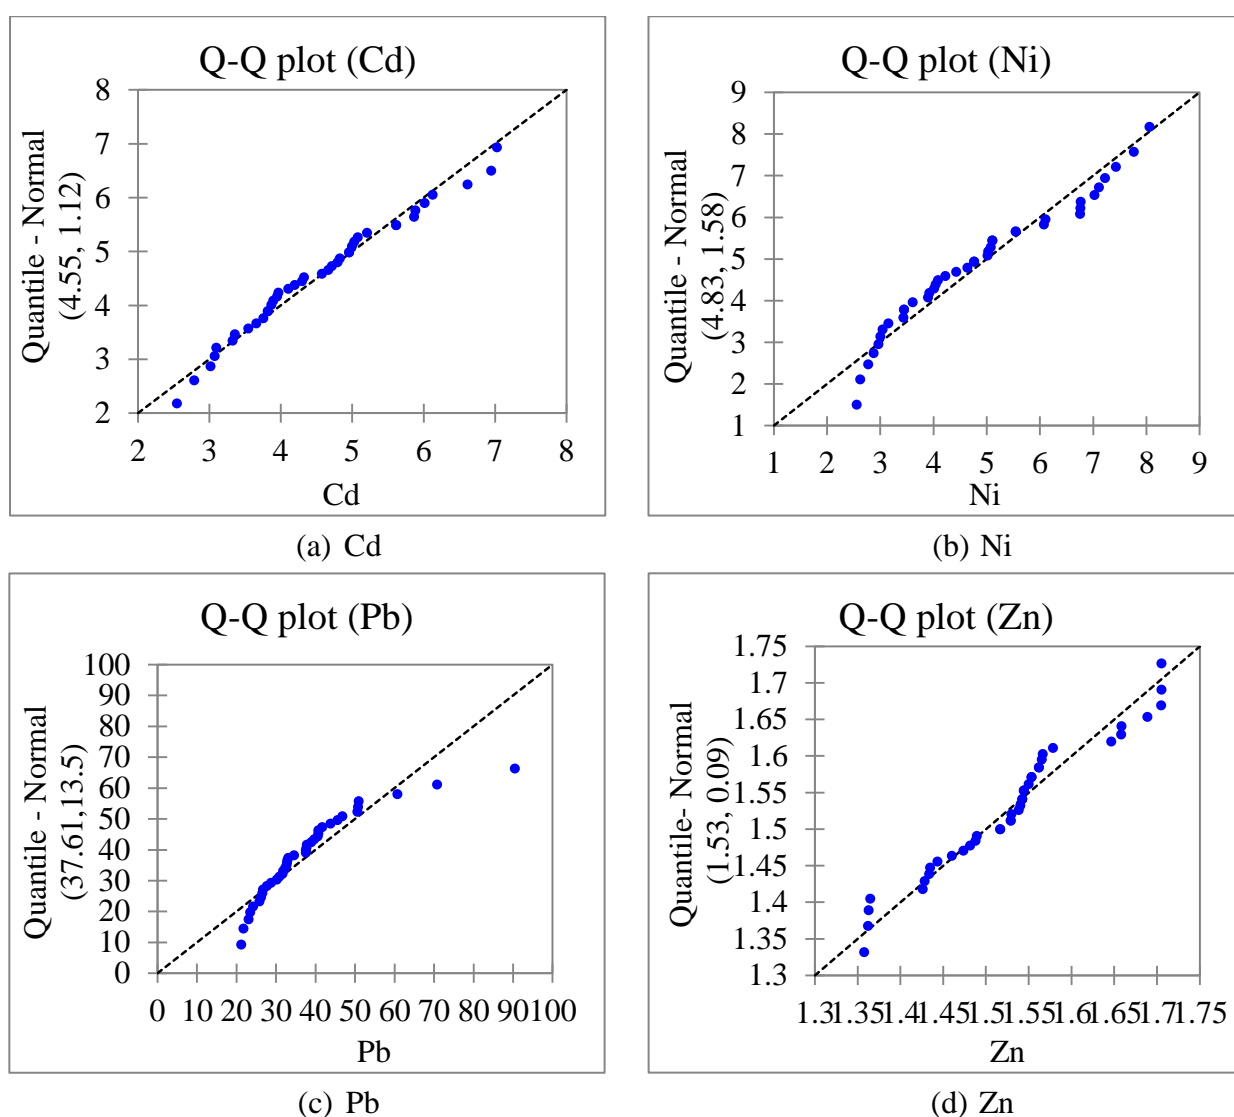 Q-Q plot (Cd)
Quantile - Normal
(4.55, 1.12)
8
7
6
5
4
3
2
2 3 4 5 6 7 8
Cd
(a) Cd
Q-Q plot (Ni)
Quantile - Normal
(4.83, 1.58)
9
8
7
6
5
4
3
2
1
1 2 3 4 5 6 7 8 9
Ni
(b) Ni
Q-Q plot (Pb)
Quantile - Normal
(37.61,13.5)
100
90
80
70
60
50
40
30
20
10
0
0 10 20 30 40 50 60 70 80 90100
Pb
(c) Pb
Q-Q plot (Zn)
Quantile- Normal
(1.53, 0.09)
1.75
1.7
1.65
1.6
1.55
1.5
1.45
1.4
1.35
1.3
1.31.351.41.451.51.551.61.651.71.75
Zn
(d) Zn